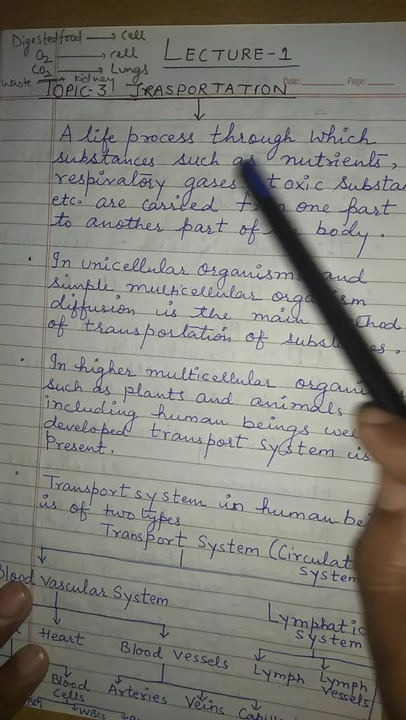 Digested food → Cell
O2 → cell
CO2 → Lungs
Waste → kidney
LECTURE-1
Date: Page:
TOPIC-3 TRASPORTATION
A life process through which
substances such as nutrients,
respiratory gases, toxic substa
etc. are carried one part
to another part of body.
In unicellular organism and
simple multicellular organism
diffusion is the main
of transportation of
In higher multicellular organi
such as plants and animals
including human beings well
developed transport system is
Present.
Transport system in human be
is of two types
Transport System (Circulat
system
Blood Vascular System
Lymphatic
system
Heart Blood Vessels
Lymph Lymph
Vessels
Blood
Cells
Arteries Veins
WBCs